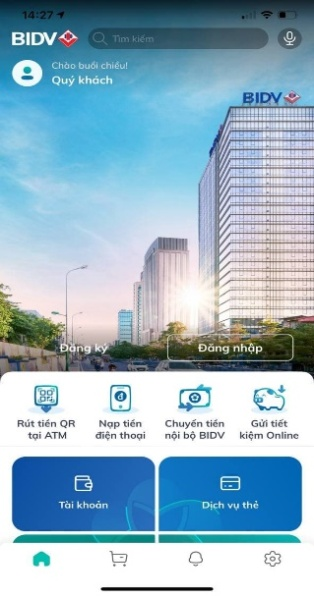 14:27
BIDV
Tìm kiếm
Chào buổi chiều!
Quý khách
BIDV
Đăng ký
Đăng nhập
Rút tiền QR
tại ATM
Nạp tiền
điện thoại
Chuyển tiền
nội bộ BIDV
Gửi tiết
kiệm Online
Tài khoản
Dịch vụ thẻ